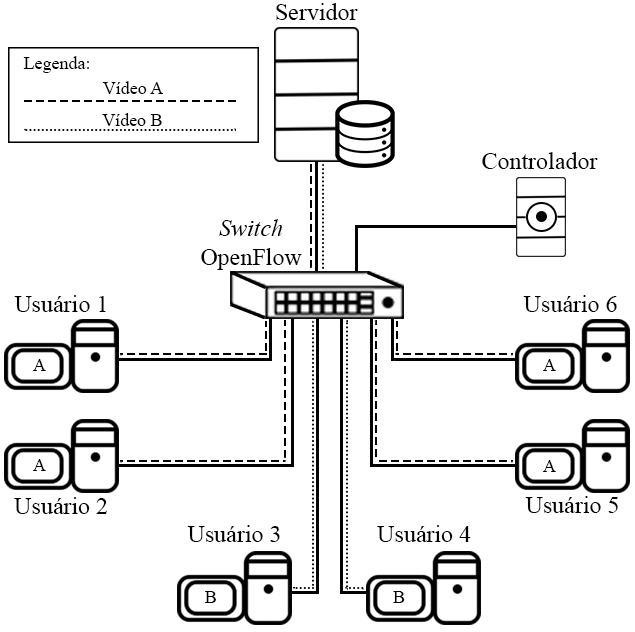 Servidor
Legenda:
Vídeo A
Vídeo B
Controlador
Switch
OpenFlow
Usuário 1
Usuário 6
A
A
A
A
Usuário 2
Usuário 5
Usuário 3
Usuário 4
B
B